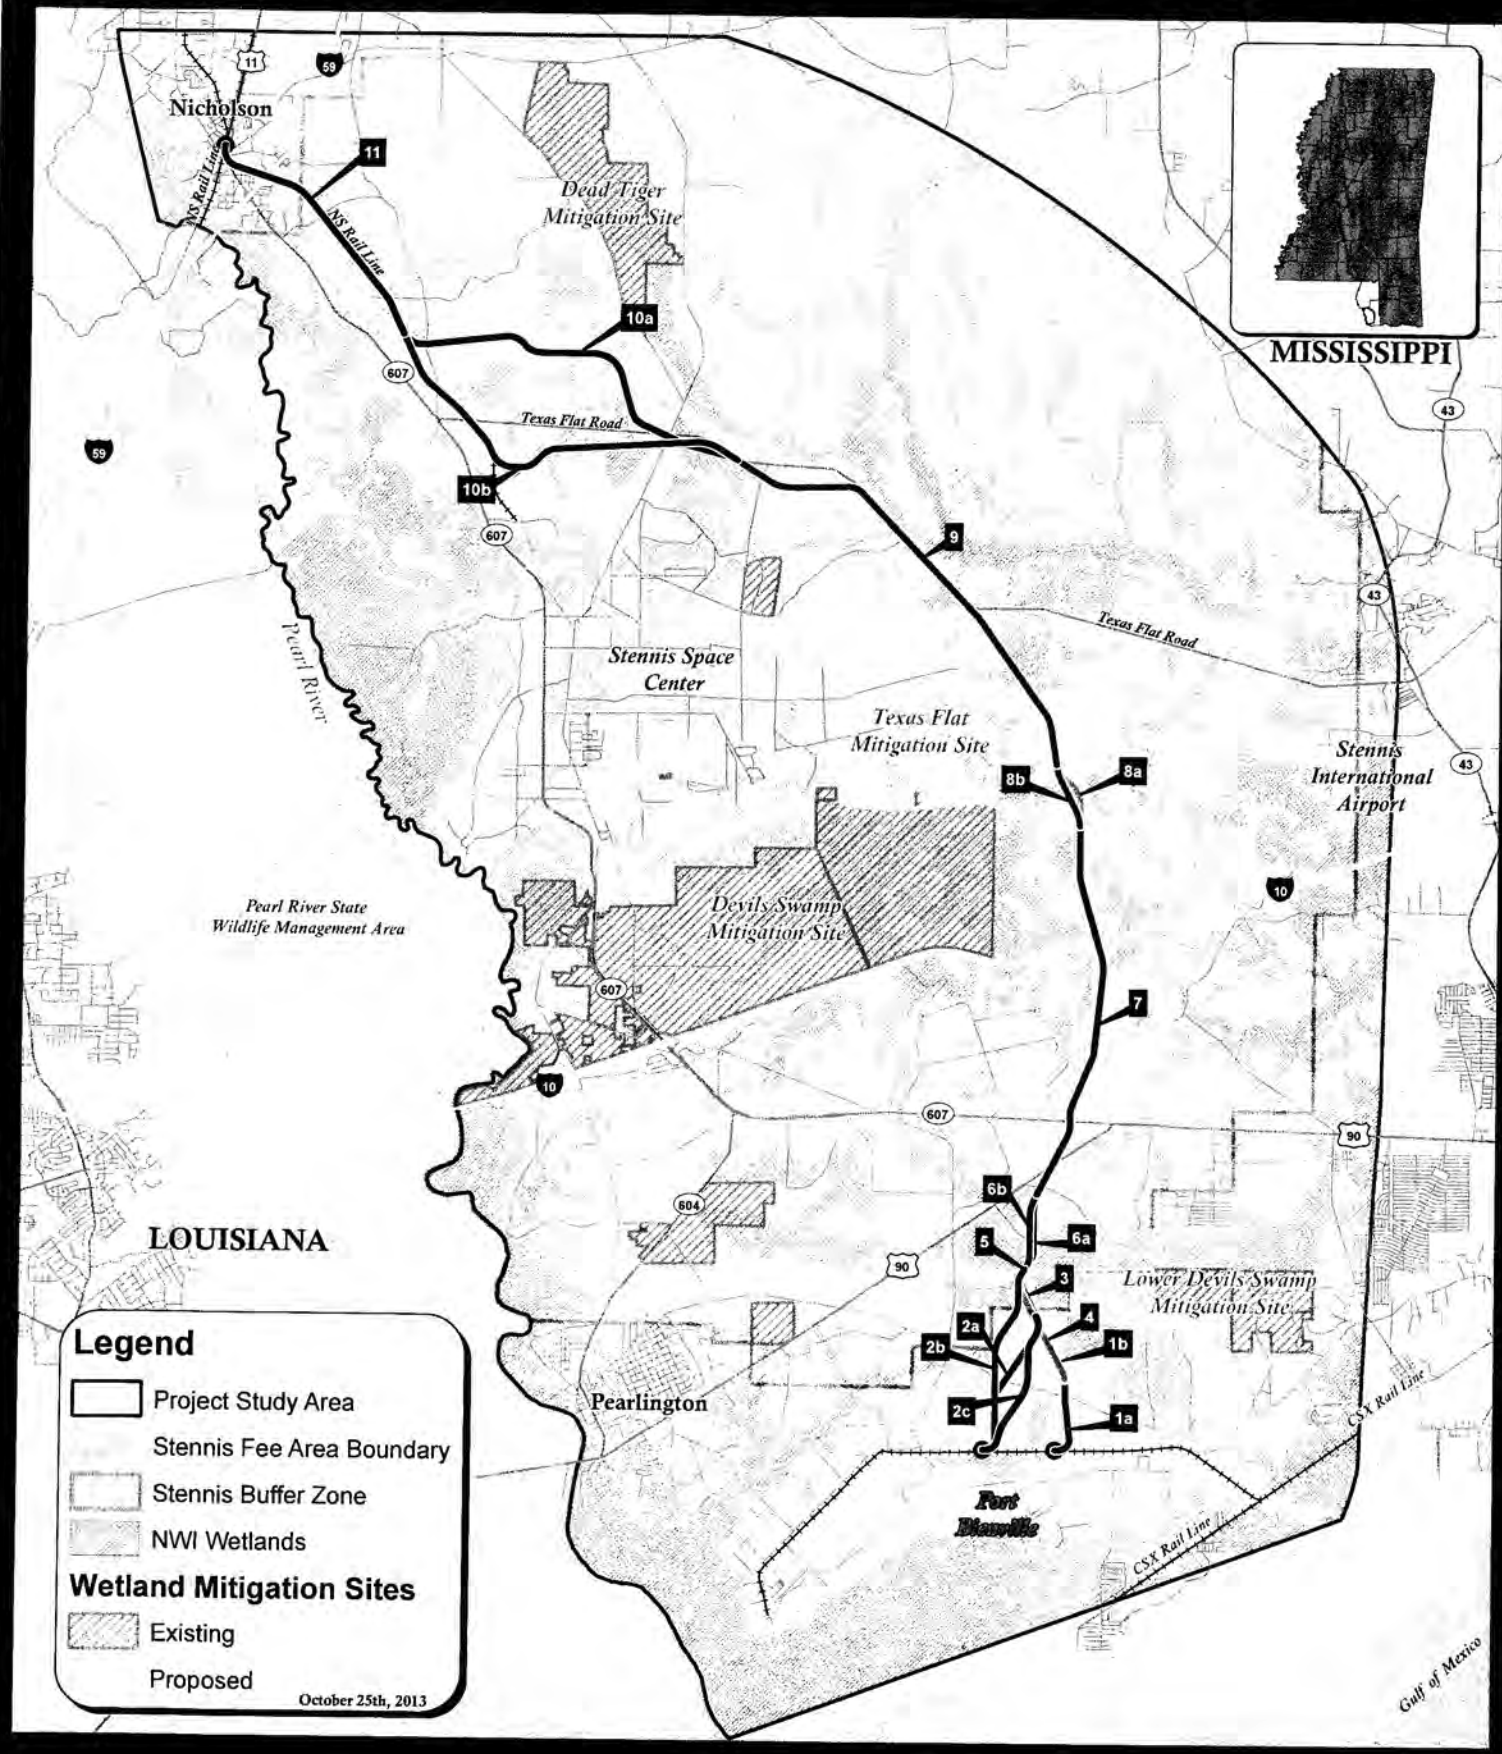 11
59
Nicholson
11
NS Rail Line
NS Rail Line
Dead Tiger
Mitigation Site
10a
MISSISSIPPI
607
43
Texas Flat Road
59
10b
607
9
43
Pearl River
Texas Flat Road
Stennis Space
Center
Texas Flat
Mitigation Site
8b
8a
Stennis
International
Airport
43
10
Pearl River State
Wildlife Management Area
Devils Swamp
Mitigation Site
607
7
10
607
90
6b
604
LOUISIANA
5
6a
90
3
Lower Devils Swamp
Mitigation Site
2a
4
2b
1b
Pearlington
2c
1a
CSX Rail Line
Port
Bienville
CSX Rail Line
Gulf of Mexico
Legend
Project Study Area
Stennis Fee Area Boundary
Stennis Buffer Zone
NWI Wetlands
Wetland Mitigation Sites
Existing
Proposed
October 25th, 2013